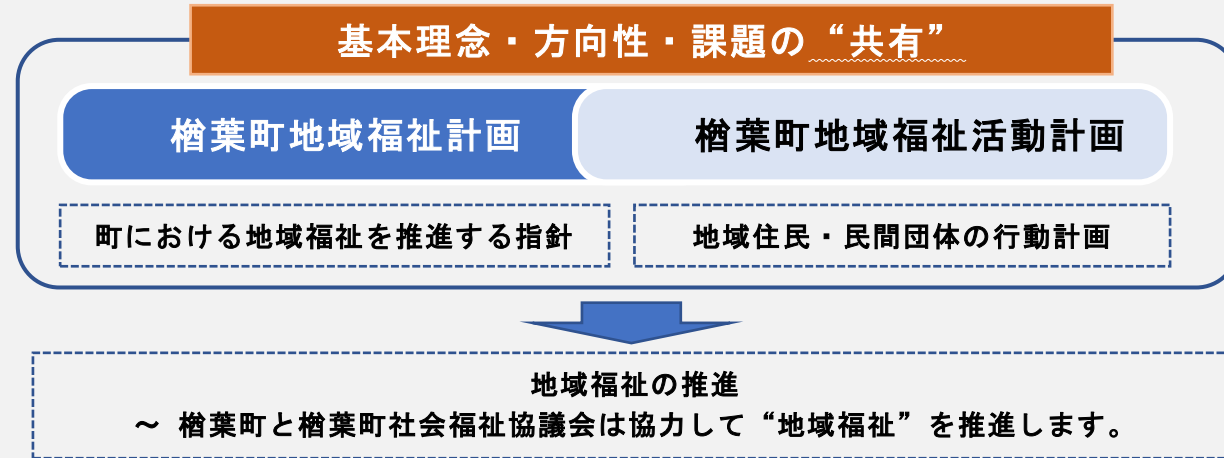 基本理念・方向性・課題の“共有”
楢葉町地域福祉計画
楢葉町地域福祉活動計画
町における地域福祉を推進する指針
地域住民・民間団体の行動計画
地域福祉の推進
～ 楢葉町と楢葉町社会福祉協議会は協力して“地域福祉”を推進します。